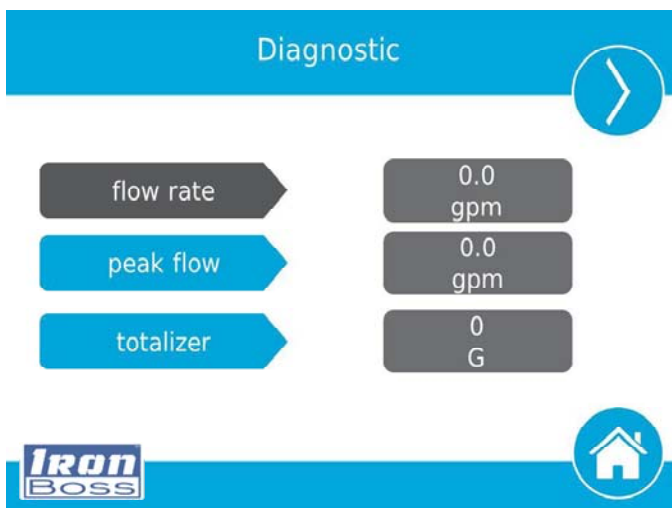 Diagnostic
flow rate
0.0
gpm
peak flow
0.0
gpm
totalizer
0
G
IRON
BOSS